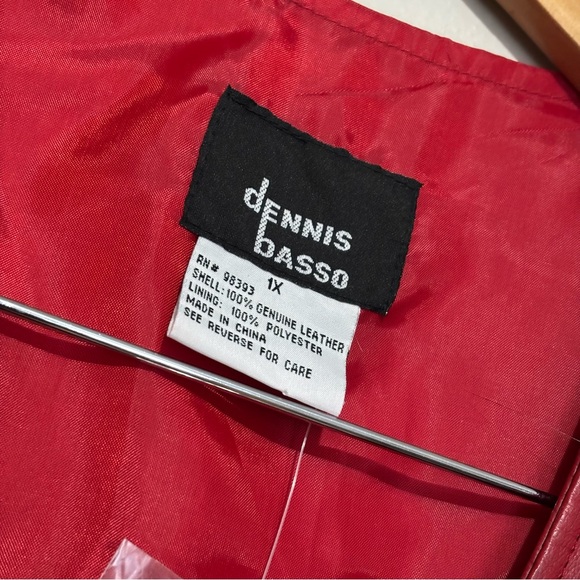 dENNIS
bASSO
RN# 98393 1X
SHELL: 100% GENUINE LEATHER
LINING: 100% POLYESTER
MADE IN CHINA
SEE REVERSE FOR CARE